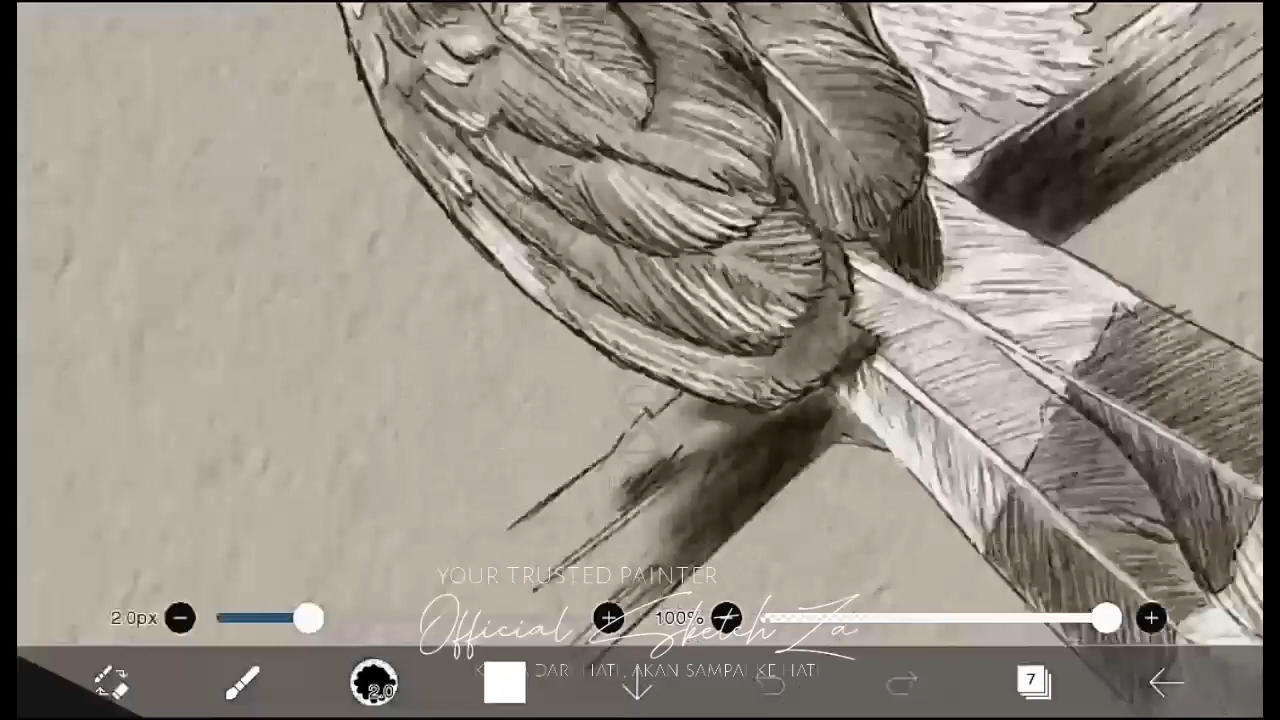 YOUR TRUSTED PAINTER
2.0px
100%
Official Sketch Za
DARI HATI, AKAN SAMPAI KE HATI
2.0
7